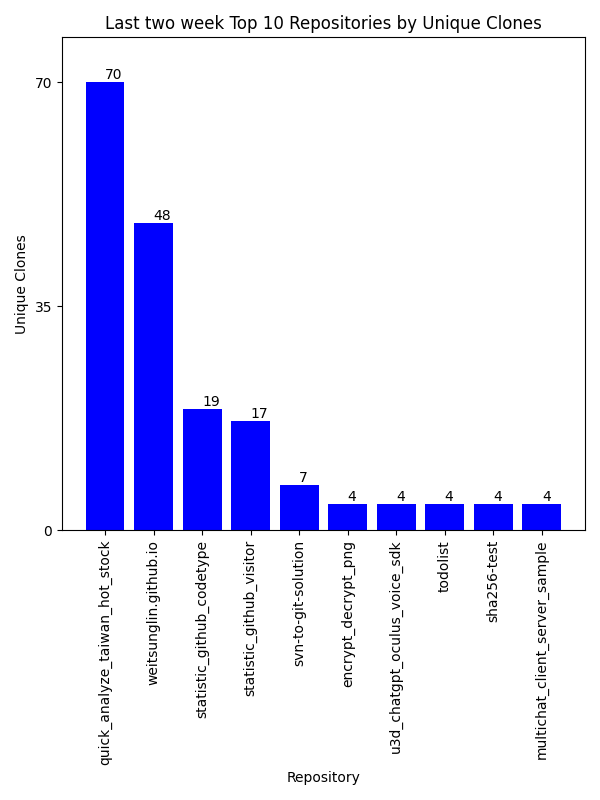 Last two week Top 10 Repositories by Unique Clones
Unique Clones
70
35
0
70
48
19
17
7
4
4
4
4
4
quick_analyze_taiwan_hot_stock
weitsunglin.github.io
statistic_github_codetype
statistic_github_visitor
svn-to-git-solution
encrypt_decrypt_png
u3d_chatgpt_oculus_voice_sdk
todolist
sha256-test
multichat_client_server_sample
Repository